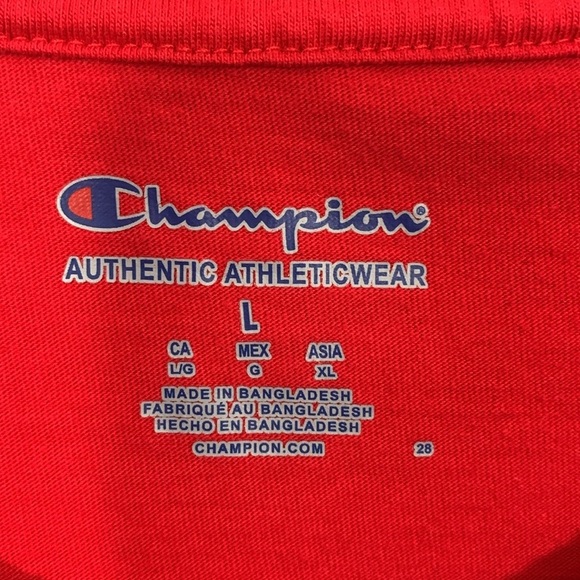 Champion®
AUTHENTIC ATHLETICWEAR
L
CA MEX ASIA
L/G G XL
MADE IN BANGLADESH
FABRIQUÉ AU BANGLADESH
HECHO EN BANGLADESH
CHAMPION.COM 28